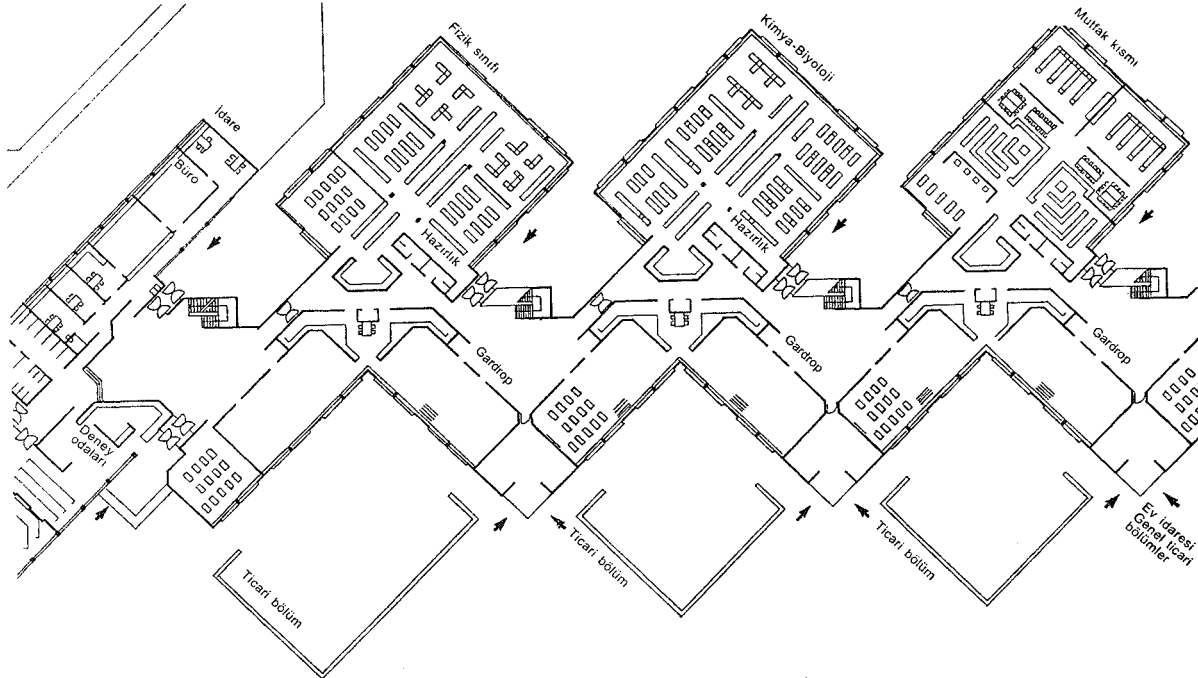 Fizik sınıfı
Kimya-Biyoloji
Mutfak kısmı
İdare
Büro
Hazırlık
Hazırlık
Gardrop
Gardrop
Gardrop
Deney
odaları
Ticari bölüm
Ticari bölüm
Ticari bölüm
Ev idaresi
Genel ticari
bölümler